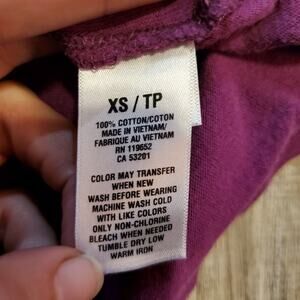 XS / TP
100% COTTON/COTON
MADE IN VIETNAM/
FABRIQUE AU VIETNAM
RN 119652
CA 53201
COLOR MAY TRANSFER
WHEN NEW
WASH BEFORE WEARING
MACHINE WASH COLD
WITH LIKE COLORS
ONLY NON-CHLORINE
BLEACH WHEN NEEDED
TUMBLE DRY LOW
WARM IRON